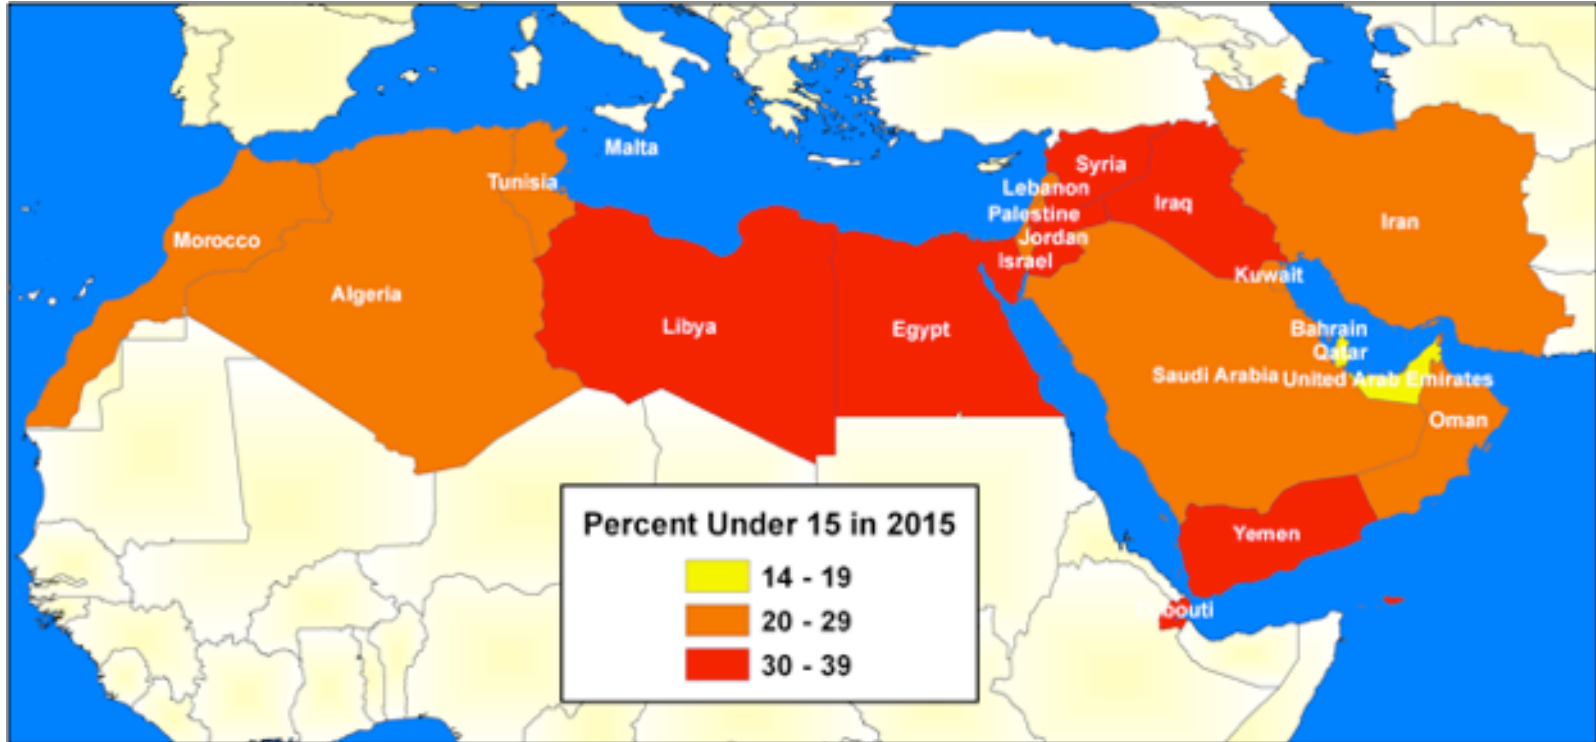 Malta
Tunisia
Morocco
Algeria
Libya
Egypt
Syria
Lebanon
Palestine
Jordan
Israel
Iraq
Iran
Kuwait
Bahrain
Qatar
Saudi Arabia
United Arab Emirates
Oman
Yemen
Djibouti
Percent Under 15 in 2015
14 - 19
20 - 29
30 - 39